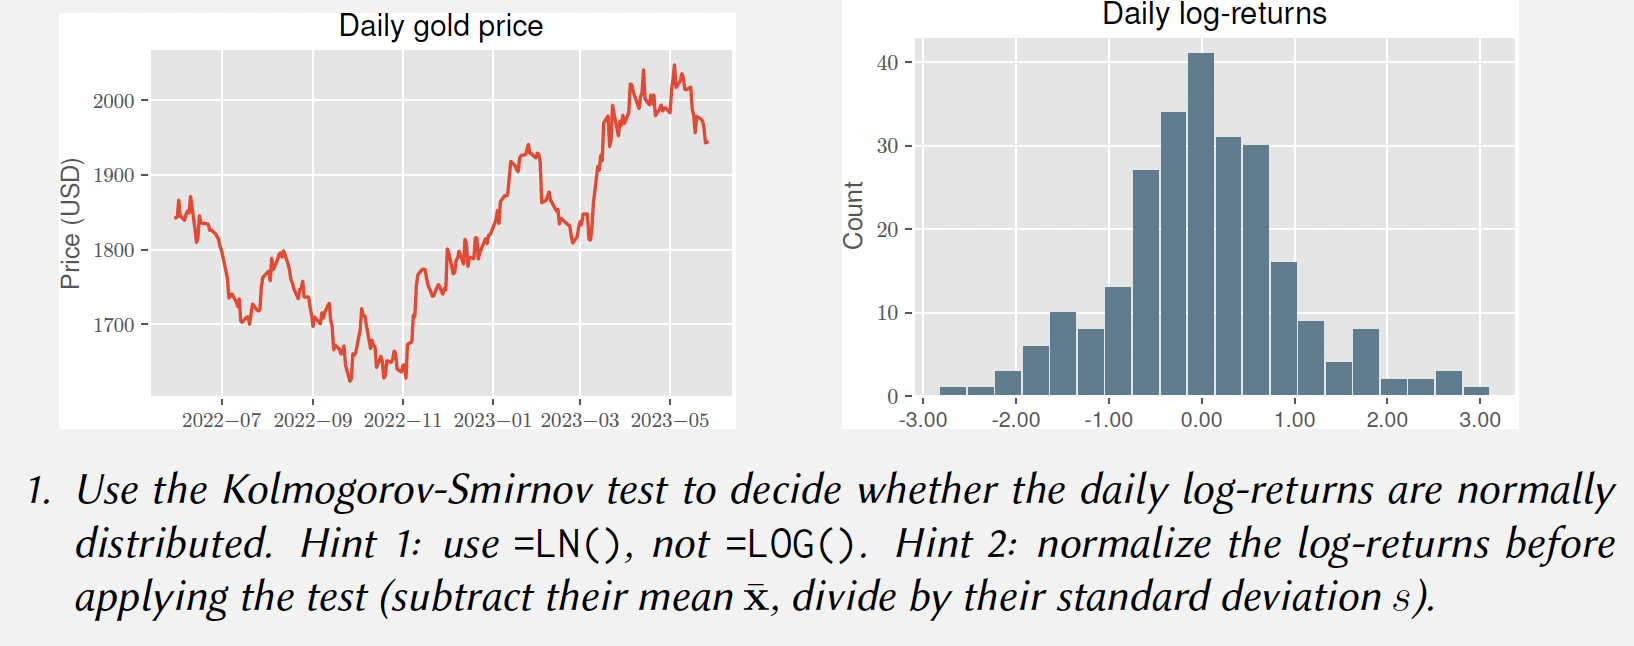 Daily gold price
Price (USD)
2000
1900
1800
1700
2022−07 2022−09 2022−11 2023−01 2023−03 2023−05
Daily log-returns
Count
40
30
20
10
0
-3.00 -2.00 -1.00 0.00 1.00 2.00 3.00
1. Use the Kolmogorov-Smirnov test to decide whether the daily log-returns are normally
distributed. Hint 1: use =LN(), not =LOG(). Hint 2: normalize the log-returns before
applying the test (subtract their mean x̄, divide by their standard deviation s).